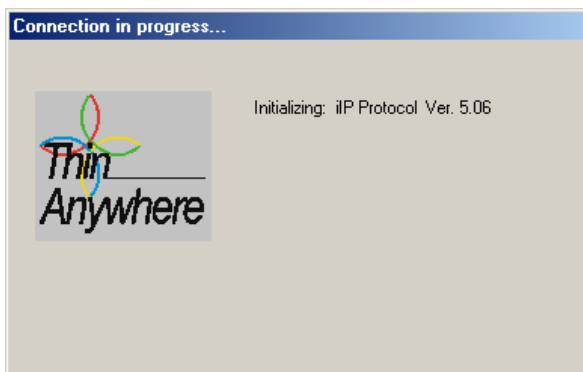 Connection in progress...
Initializing: iIP Protocol Ver. 5.06
Thin
Anywhere